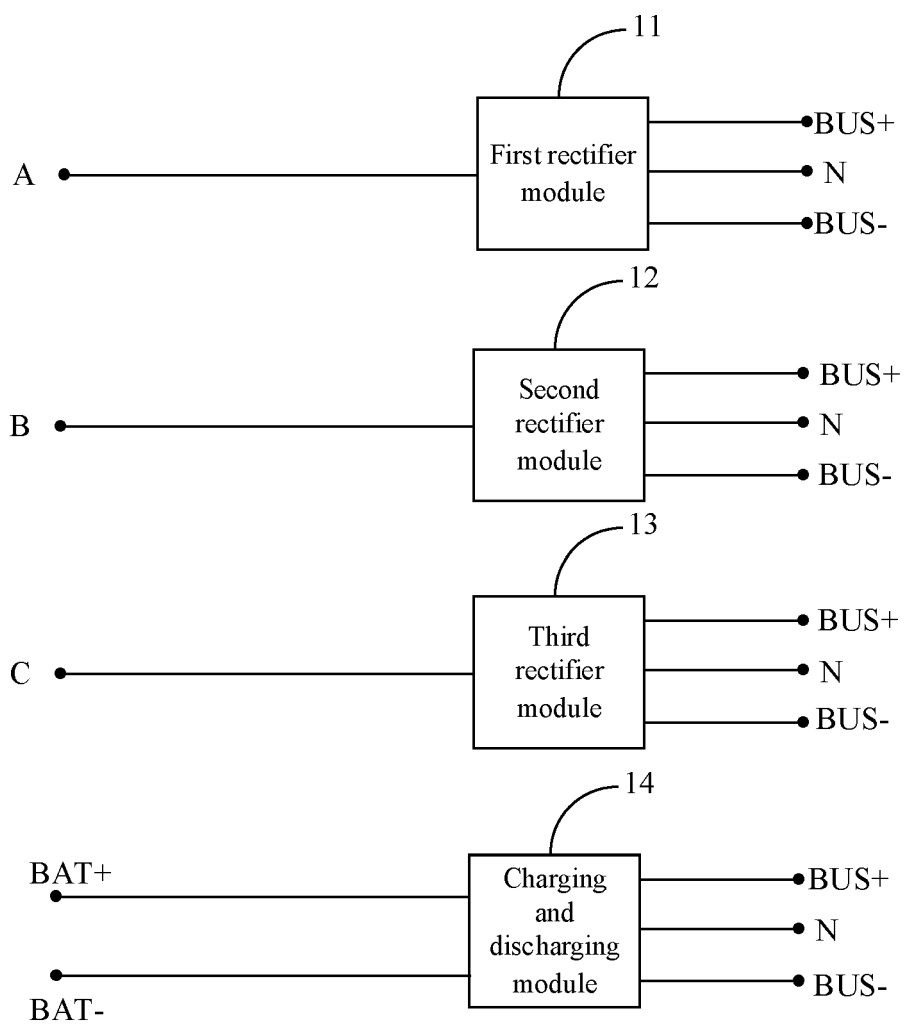 11
BUS+
A
First rectifier
module
N
BUS-
12
BUS+
B
Second
rectifier
module
N
BUS-
13
BUS+
C
Third
rectifier
module
N
BUS-
14
BAT+
Charging
and
discharging
module
BUS+
N
BUS-
BAT-